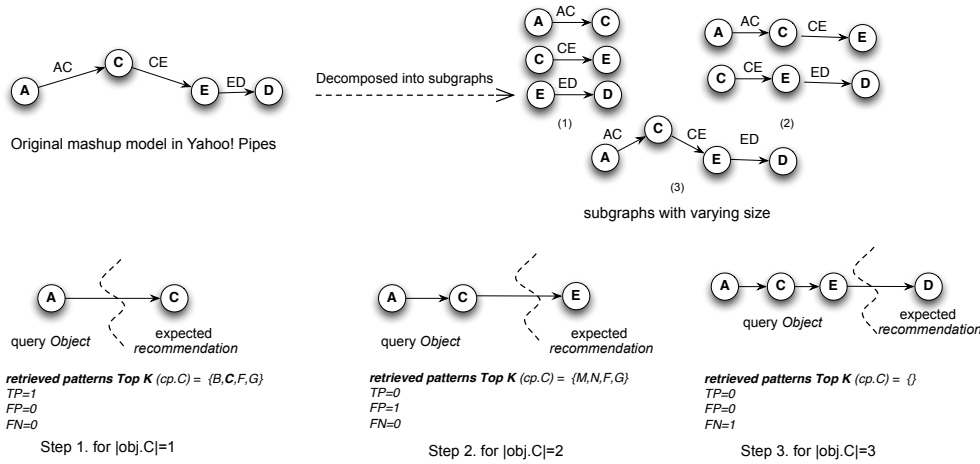 AC
CE
ED
A
C
E
D
Original mashup model in Yahoo! Pipes
Decomposed into subgraphs
A AC C
C CE E
E ED D
(1)
A AC C CE E
C CE E ED D
(2)
A AC C CE E ED D
(3)
subgraphs with varying size
A C
query Object
expected
recommendation
retrieved patterns Top K (cp.C) = {B,C,F,G}
TP=1
FP=0
FN=0
Step 1. for |obj.C|=1
A C E
query Object
expected
recommendation
retrieved patterns Top K (cp.C) = {M,N,F,G}
TP=0
FP=1
FN=0
Step 2. for |obj.C|=2
A C E D
query Object
expected
recommendation
retrieved patterns Top K (cp.C) = {}
TP=0
FP=0
FN=1
Step 3. for |obj.C|=3